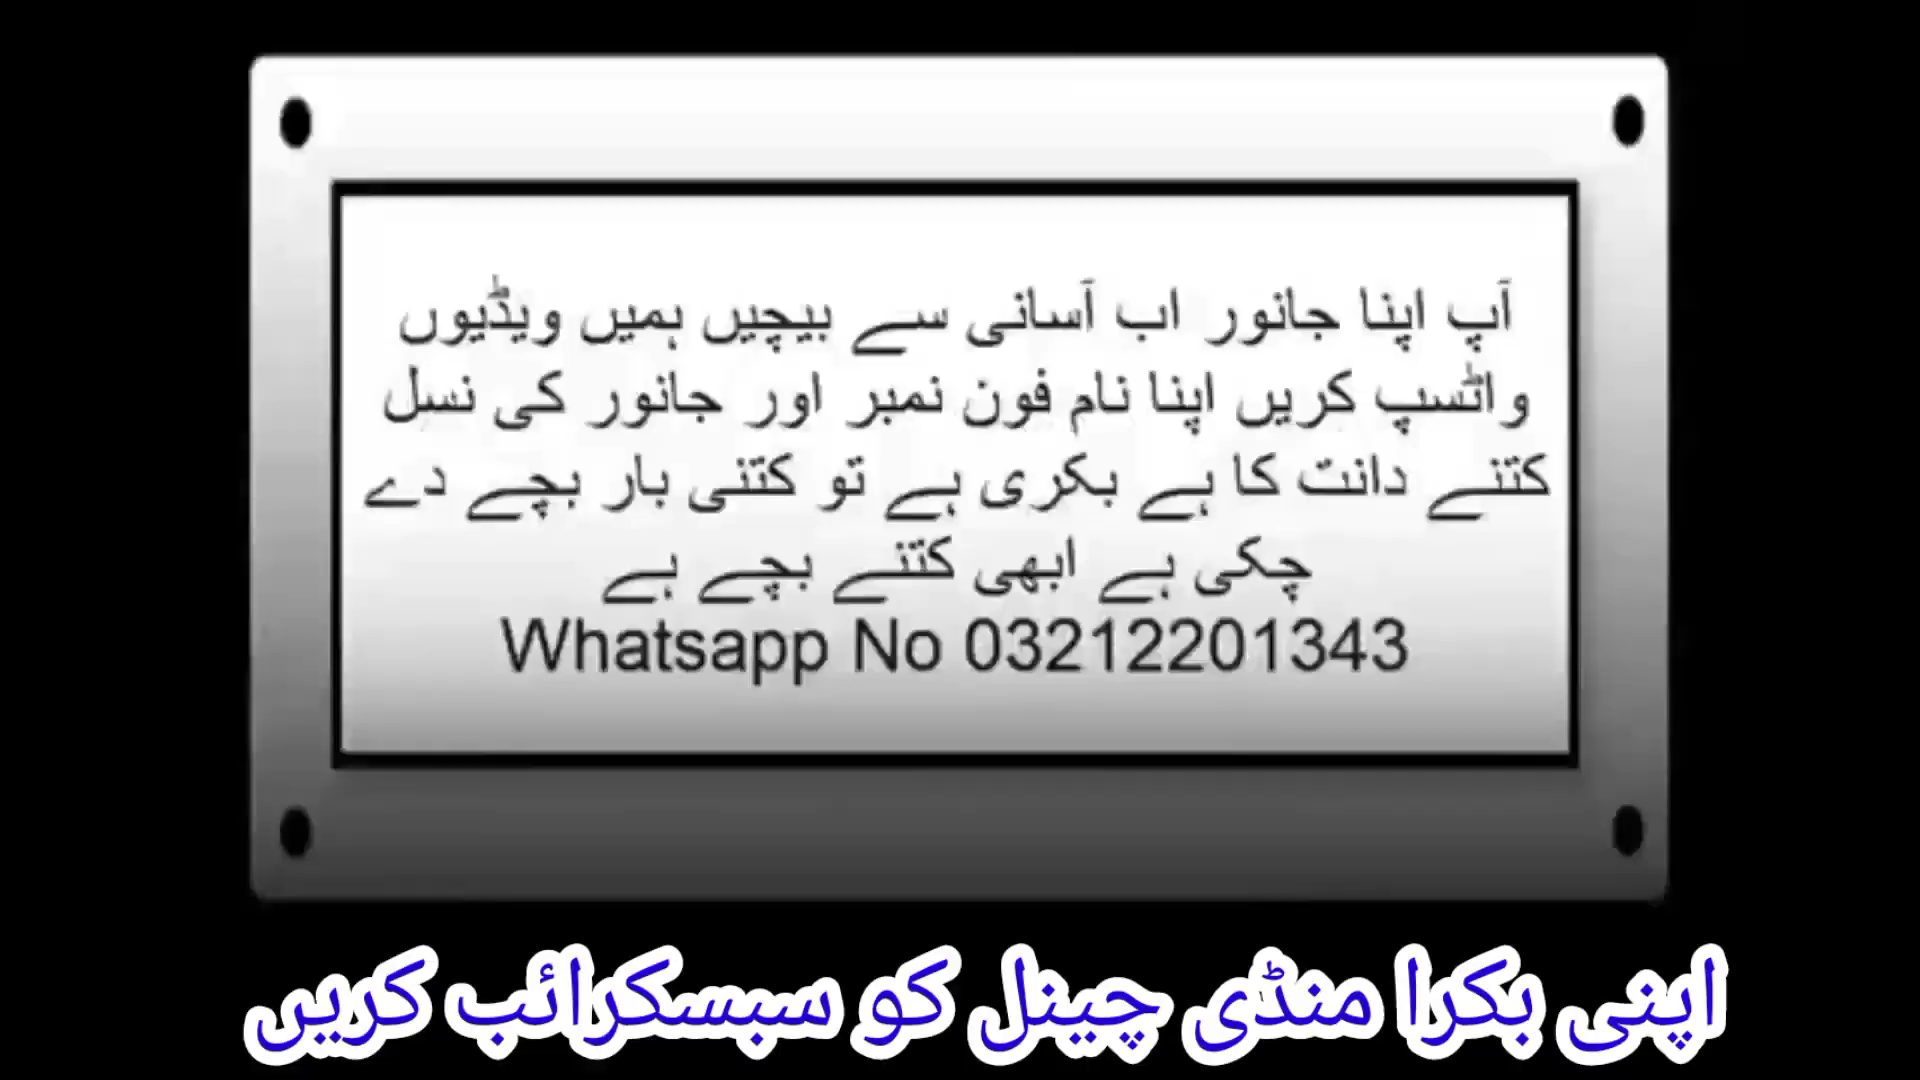 آپ اپنا جانور اب آسانی سے بیچیں ہمیں ویڈیوں
واٹسپ کریں اپنا نام فون نمبر اور جانور کی نسل
کتنے دانت کا ہے بکری ہے تو کتنی بار بچے دے
چکی ہے ابھی کتنے بچے ہے
Whatsapp No 03212201343
اپنی بکرا منڈی چینل کو سبسکرائب کریں